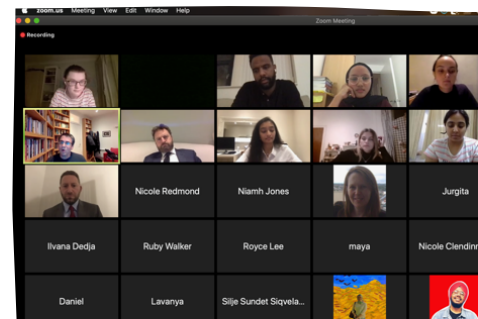 zoom.us Meeting View Edit Window Help
Zoom Meeting
Recording
Nicole Redmond
Niamh Jones
Jurgita
Ilvana Dedja
Ruby Walker
Royce Lee
maya
Nicole Clendinn
Daniel
Lavanya
Silje Sundet Siqvela...